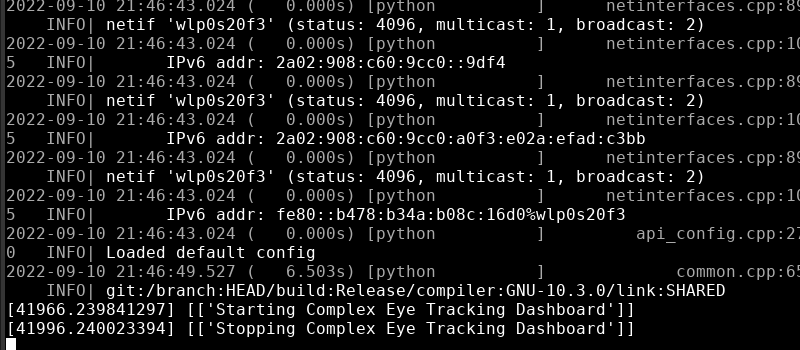 2022-09-10 21:46:43.024 (   0.000s) [python          ]      netinterfaces.cpp:89
    INFO| netif 'wlp0s20f3' (status: 4096, multicast: 1, broadcast: 2)
2022-09-10 21:46:43.024 (   0.000s) [python          ]      netinterfaces.cpp:10
5   INFO|       IPv6 addr: 2a02:908:c60:9cc0::9df4
2022-09-10 21:46:43.024 (   0.000s) [python          ]      netinterfaces.cpp:89
    INFO| netif 'wlp0s20f3' (status: 4096, multicast: 1, broadcast: 2)
2022-09-10 21:46:43.024 (   0.000s) [python          ]      netinterfaces.cpp:10
5   INFO|       IPv6 addr: 2a02:908:c60:9cc0:a0f3:e02a:efad:c3bb
2022-09-10 21:46:43.024 (   0.000s) [python          ]      netinterfaces.cpp:89
    INFO| netif 'wlp0s20f3' (status: 4096, multicast: 1, broadcast: 2)
2022-09-10 21:46:43.024 (   0.000s) [python          ]      netinterfaces.cpp:10
5   INFO|       IPv6 addr: fe80::b478:b34a:b08c:16d0%wlp0s20f3
2022-09-10 21:46:43.024 (   0.000s) [python          ]         api_config.cpp:27
0   INFO| Loaded default config
2022-09-10 21:46:49.527 (   6.503s) [python          ]             common.cpp:65
    INFO| git:/branch:HEAD/build:Release/compiler:GNU-10.3.0/link:SHARED
[41966.239841297] [['Starting Complex Eye Tracking Dashboard']]
[41996.240023394] [['Stopping Complex Eye Tracking Dashboard']]